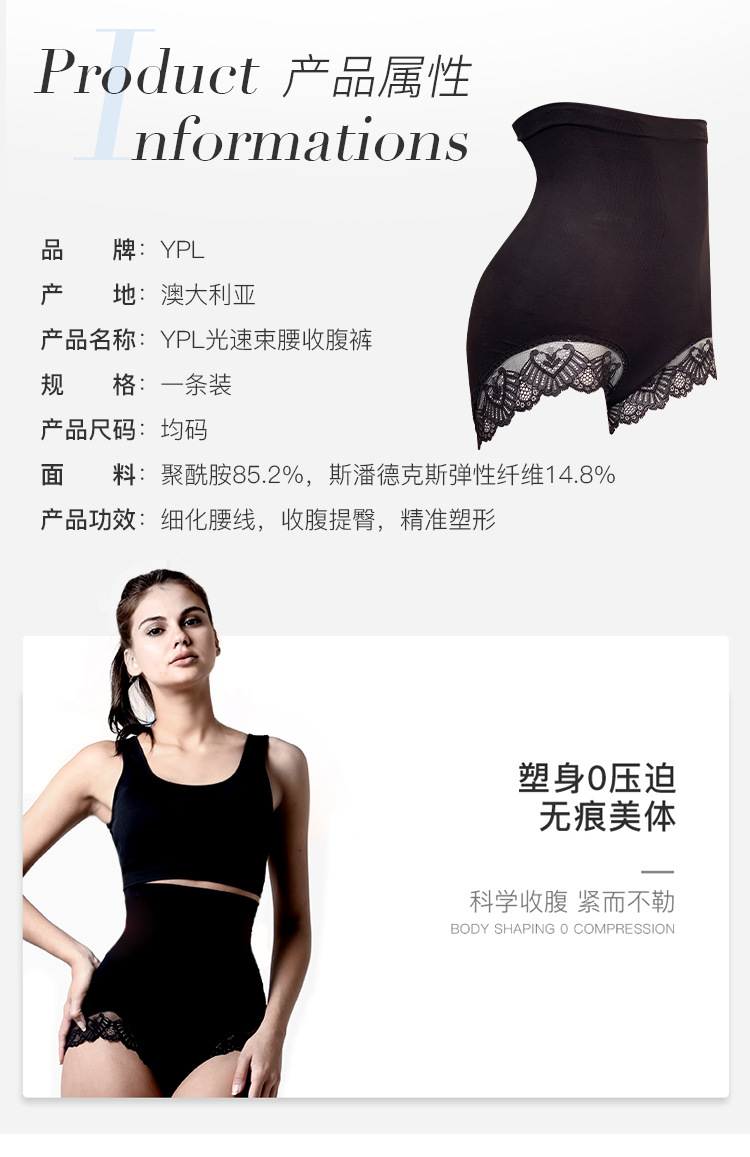 Product 产品属性
Informations
品 牌：YPL
产 地：澳大利亚
产品名称：YPL光速束腰收腹裤
规 格：一条装
产品尺码：均码
面 料：聚酰胺85.2%，斯潘德克斯弹性纤维14.8%
产品功效：细化腰线，收腹提臀，精准塑形
塑身0压迫
无痕美体
科学收腹 紧而不勒
BODY SHAPING 0 COMPRESSION